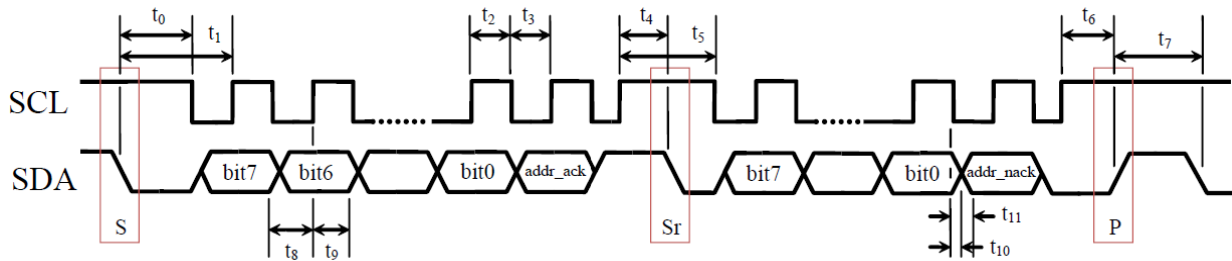 t0 t2 t3 t4 t6
t1 t5 t7
SCL
SDA bit7 bit6 bit0 addr_ack bit7 bit0 addr_nack
S Sr P
t11
t8 t9 t10